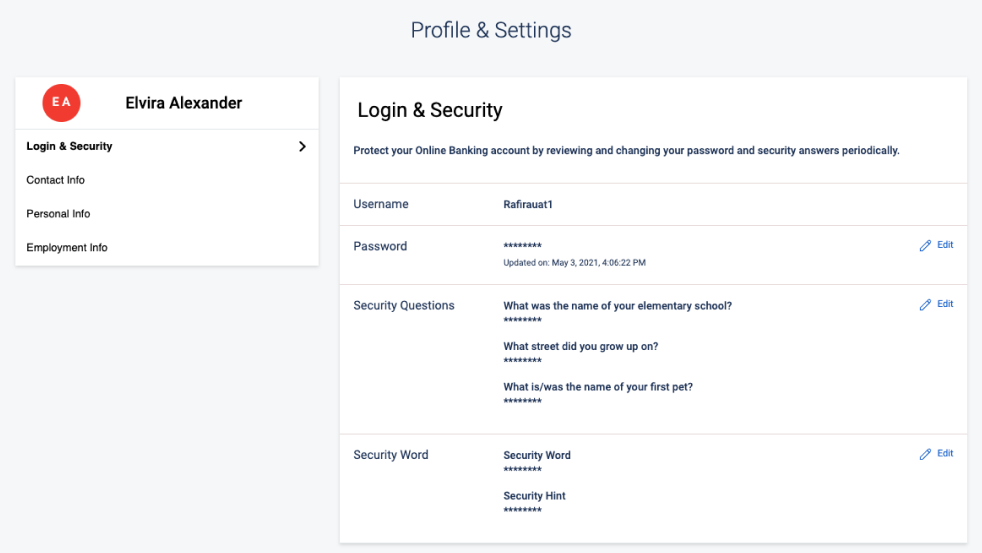 Profile & Settings
E A
Elvira Alexander
Login & Security
Contact Info
Personal Info
Employment Info
Login & Security
Protect your Online Banking account by reviewing and changing your password and security answers periodically.
Username
Rafirauat1
Password
********
Edit
Updated on: May 3, 2021, 4:06:22 PM
Security Questions
What was the name of your elementary school?
Edit
********
What street did you grow up on?
********
What is/was the name of your first pet?
********
Security Word
Security Word
Edit
********
Security Hint
********